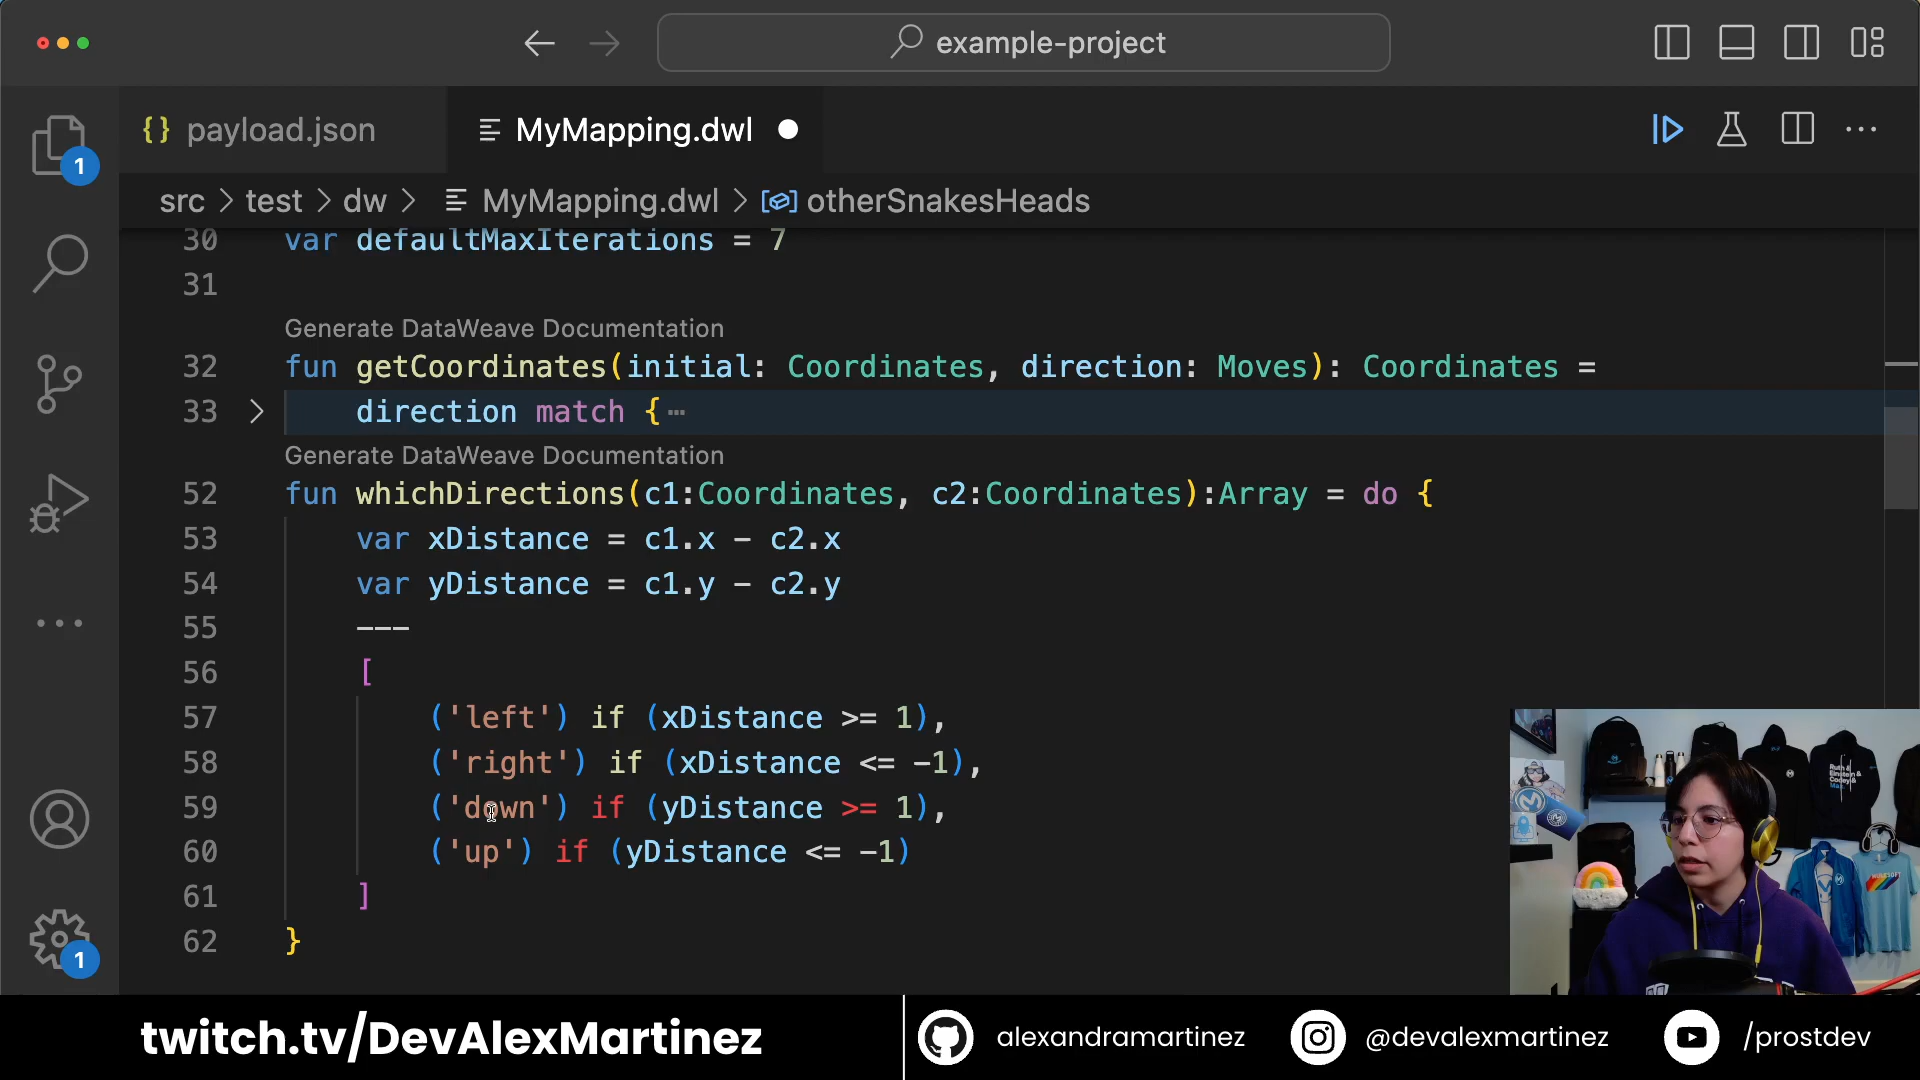 example-project
{} payload.json
MyMapping.dwl
src > test > dw > MyMapping.dwl > otherSnakesHeads
30 var defaultMaxIterations = 7
31
Generate DataWeave Documentation
32 fun getCoordinates(initial: Coordinates, direction: Moves): Coordinates =
33 direction match { ⋯
Generate DataWeave Documentation
52 fun whichDirections(c1:Coordinates, c2:Coordinates):Array = do {
53 var xDistance = c1.x - c2.x
54 var yDistance = c1.y - c2.y
55 ---
56 [
57 ('left') if (xDistance >= 1),
58 ('right') if (xDistance <= -1),
59 ('down') if (yDistance >= 1),
60 ('up') if (yDistance <= -1)
61 ]
62 }
1
1
twitch.tv/DevAlexMartinez
alexandramartinez
@devalexmartinez
/prostdev